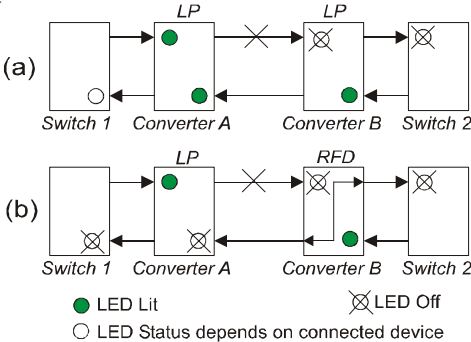 LP LP
(a)
Switch 1 Converter A Converter B Switch 2
LP RFD
(b)
Switch 1 Converter A Converter B Switch 2
LED Lit LED Off
LED Status depends on connected device